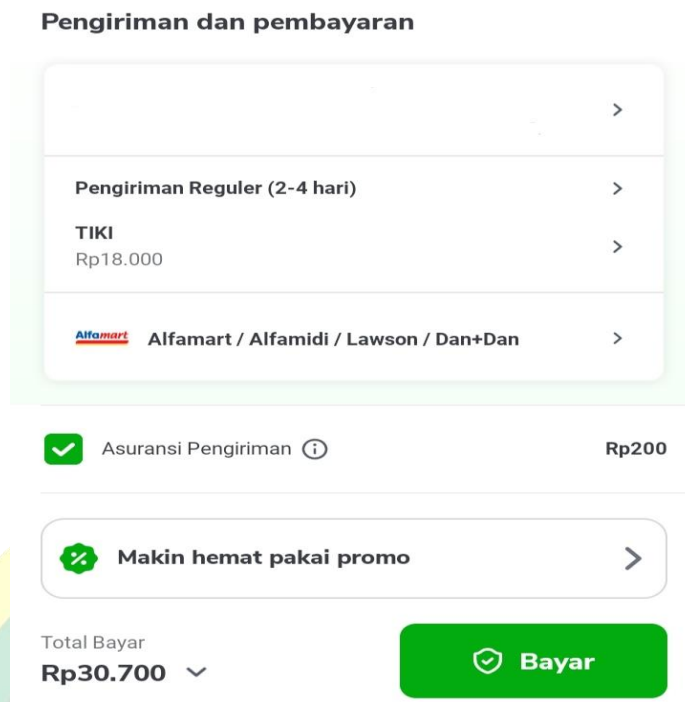 Pengiriman dan pembayaran
Pengiriman Reguler (2-4 hari)
TIKI
Rp18.000
Alfamart Alfamart / Alfamidi / Lawson / Dan+Dan
Asuransi Pengiriman Rp200
Makin hemat pakai promo
Total Bayar
Rp30.700
Bayar